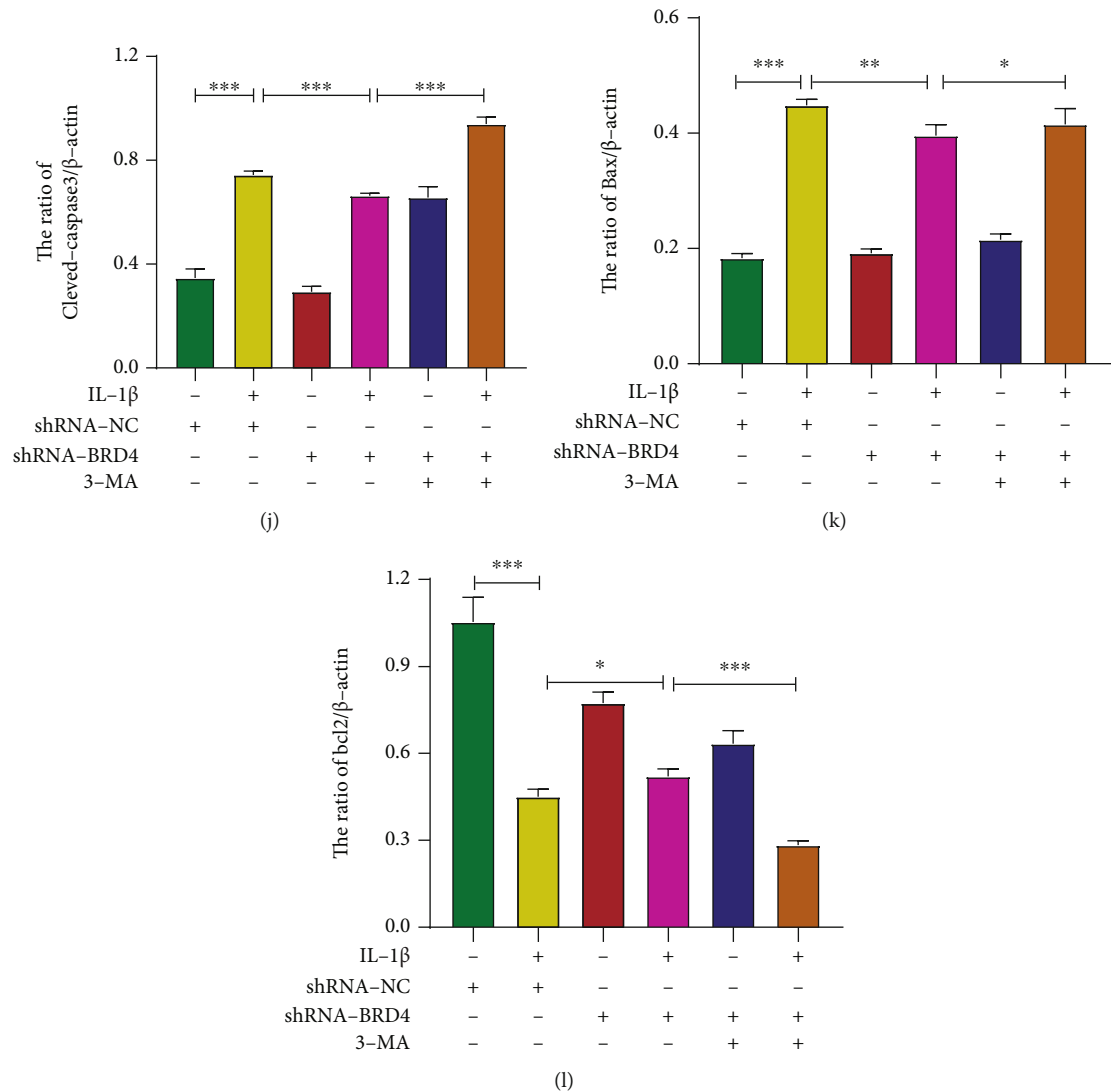 1.2
0.8
0.4
0.0
The ratio of
Cleved–caspase3/β–actin
*** *** ***
IL–1β – + – + – +
shRNA–NC + + – – – –
shRNA–BRD4 – – + + + +
3–MA – – – – + +
(j)
0.6
0.4
0.2
0.0
The ratio of Bax/β–actin
*** ** *
IL–1β – + – + – +
shRNA–NC + + – – – –
shRNA–BRD4 – – + + + +
3–MA – – – – + +
(k)
1.2
0.9
0.6
0.3
0.0
The ratio of bcl2/β–actin
***
* ***
IL–1β – + – + – +
shRNA–NC + + – – – –
shRNA–BRD4 – – + + + +
3–MA – – – – + +
(l)